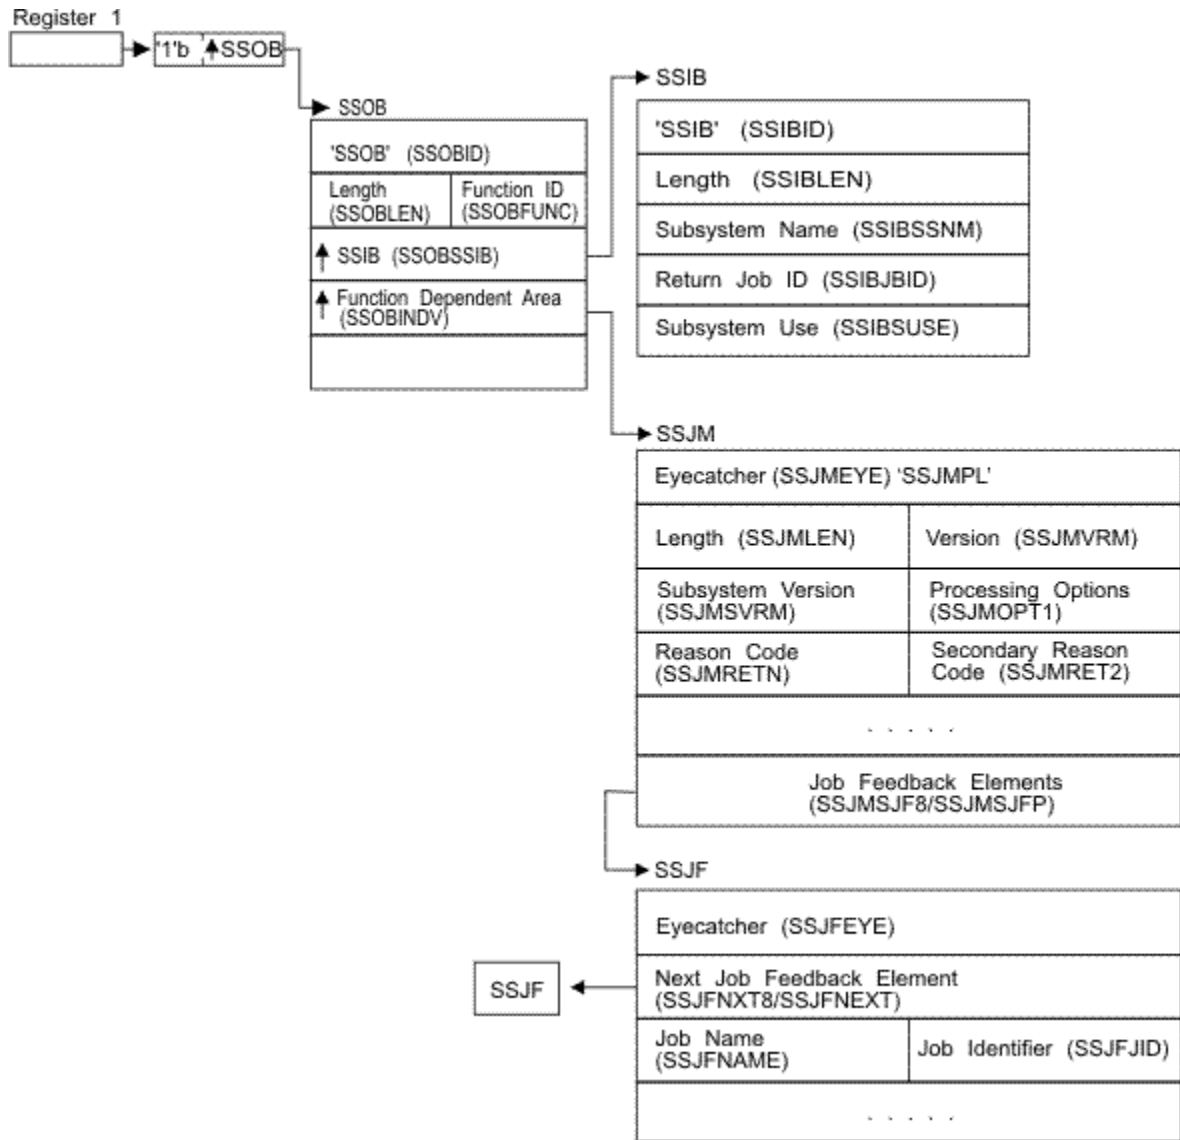 Register 1
'1'b SSOB
SSOB
'SSOB' (SSOBID)
Length
(SSOBLEN)
Function ID
(SSOBFUNC)
SSIB (SSOBSSIB)
Function Dependent Area
(SSOBINDV)
SSIB
'SSIB' (SSIBID)
Length (SSIBLEN)
Subsystem Name (SSIBSSNM)
Return Job ID (SSIBJBID)
Subsystem Use (SSIBSUSE)
SSJM
Eyecatcher (SSJMEYE) 'SSJMPL'
Length (SSJMLEN)
Version (SSJMVRM)
Subsystem Version
(SSJMSVRM)
Processing Options
(SSJMOPT1)
Reason Code
(SSJMRETN)
Secondary Reason
Code (SSJMRET2)
. . . . .
Job Feedback Elements
(SSJMSJF8/SSJMSJFP)
SSJF
Eyecatcher (SSJFEYE)
SSJF
Next Job Feedback Element
(SSJFNXT8/SSJFNEXT)
Job Name
(SSJFNAME)
Job Identifier (SSJFJID)
. . . . .